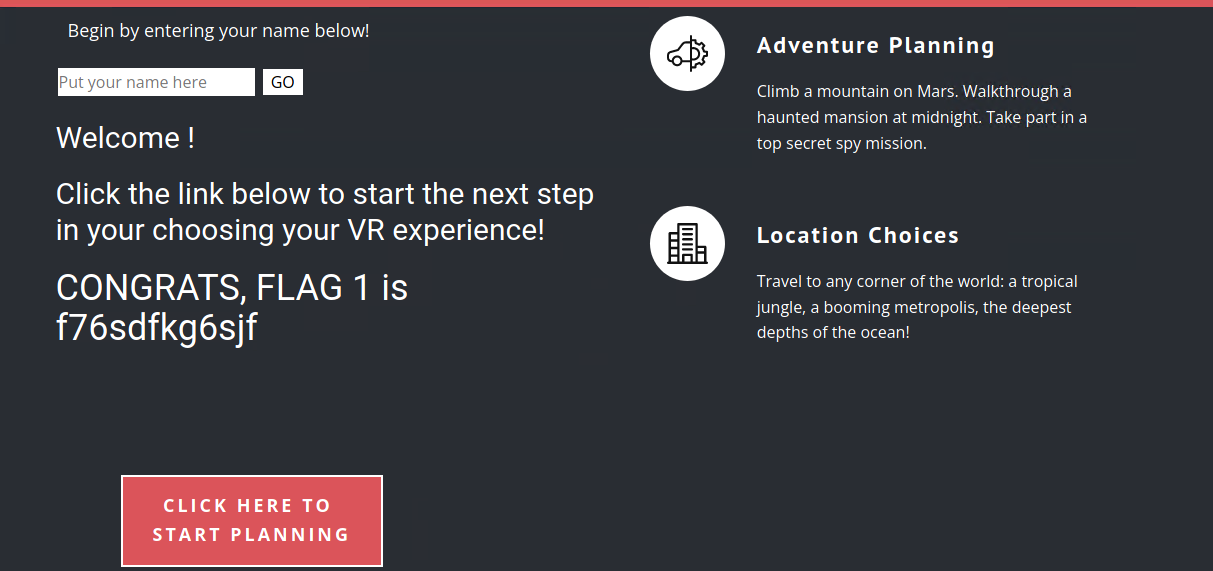 Begin by entering your name below!
Put your name here
GO
Welcome !
Click the link below to start the next step
in your choosing your VR experience!
CONGRATS, FLAG 1 is
f76sdfkg6sjf
CLICK HERE TO
START PLANNING
Adventure Planning
Climb a mountain on Mars. Walkthrough a
haunted mansion at midnight. Take part in a
top secret spy mission.
Location Choices
Travel to any corner of the world: a tropical
jungle, a booming metropolis, the deepest
depths of the ocean!